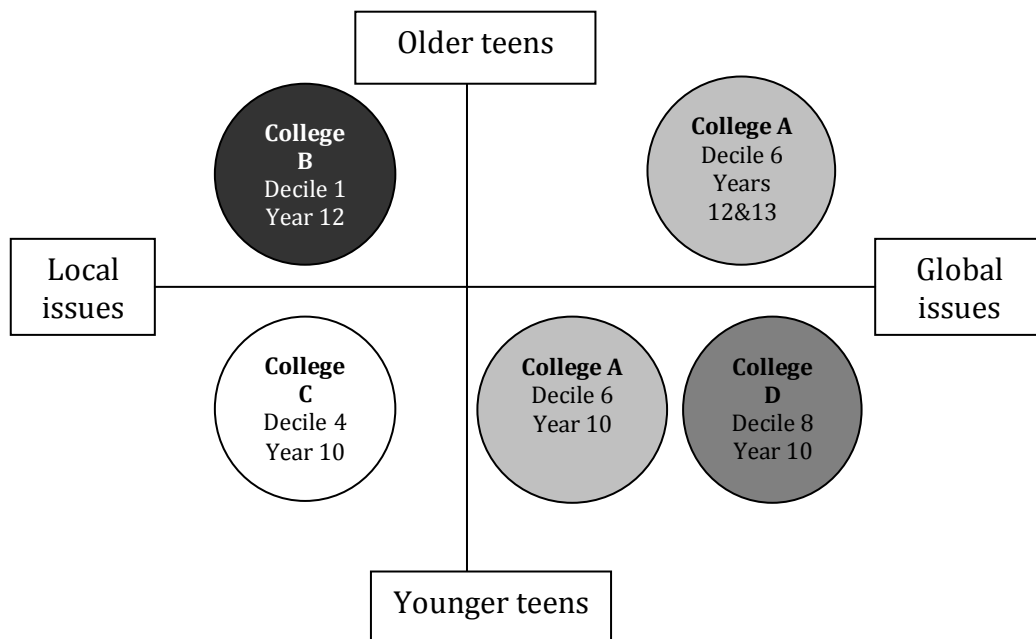 Older teens
College
B
Decile 1
Year 12
College A
Decile 6
Years
12&13
Local
issues
Global
issues
College
C
Decile 4
Year 10
College A
Decile 6
Year 10
College
D
Decile 8
Year 10
Younger teens